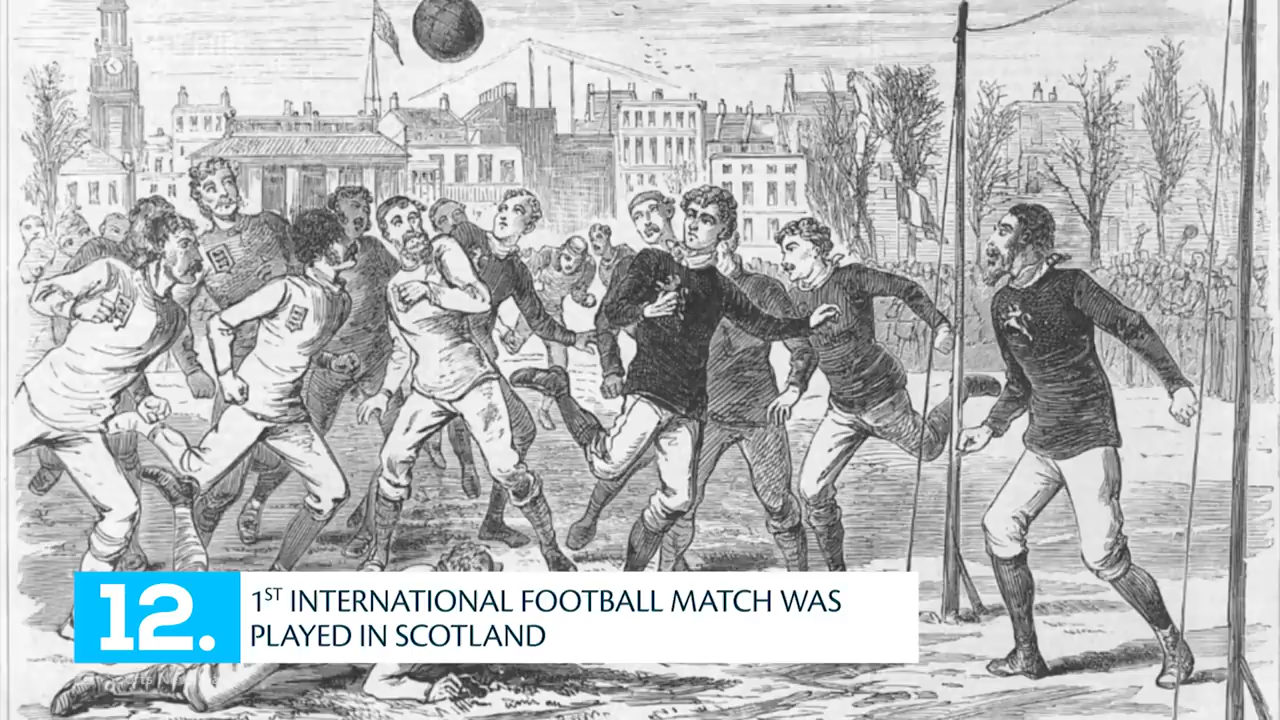 12.
1ST INTERNATIONAL FOOTBALL MATCH WAS
PLAYED IN SCOTLAND